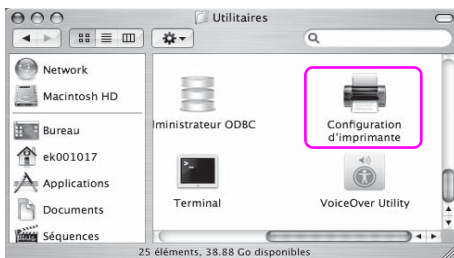 Utilitaires
Network
Macintosh HD
Bureau
ek001017
Applications
Documents
Séquences
lministrateur ODBC
Configuration
d'imprimante
Terminal
VoiceOver Utility
25 éléments, 38.88 Go disponibles